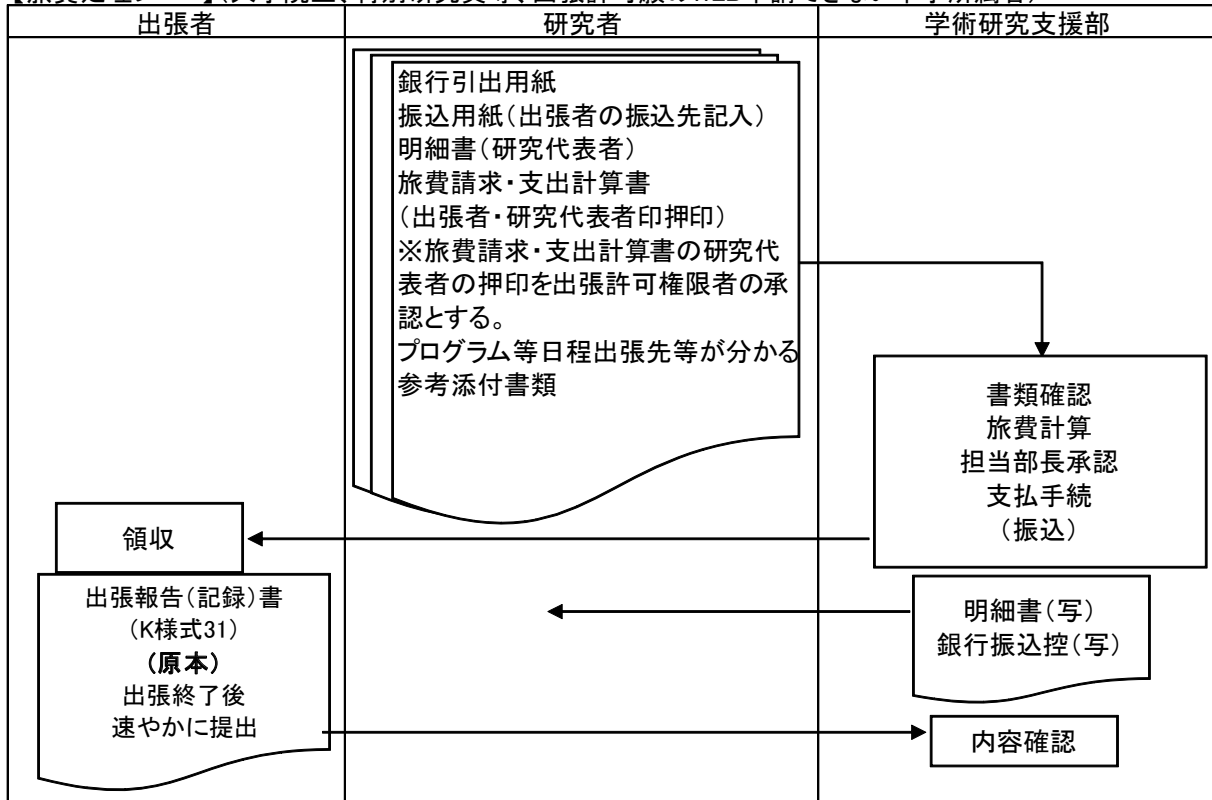 出張者
研究者
学術研究支援部
銀行引出用紙
振込用紙(出張者の振込先記入)
明細書(研究代表者)
旅費請求・支出計算書
(出張者・研究代表者印押印)
※旅費請求・支出計算書の研究代
表者の押印を出張許可権限者の承
認とする。
プログラム等日程出張先等が分かる
参考添付書類
書類確認
旅費計算
担当部長承認
支払手続
(振込)
領収
出張報告(記録)書
(K様式31)
(原本)
出張終了後
速やかに提出
明細書(写)
銀行振込控(写)
内容確認